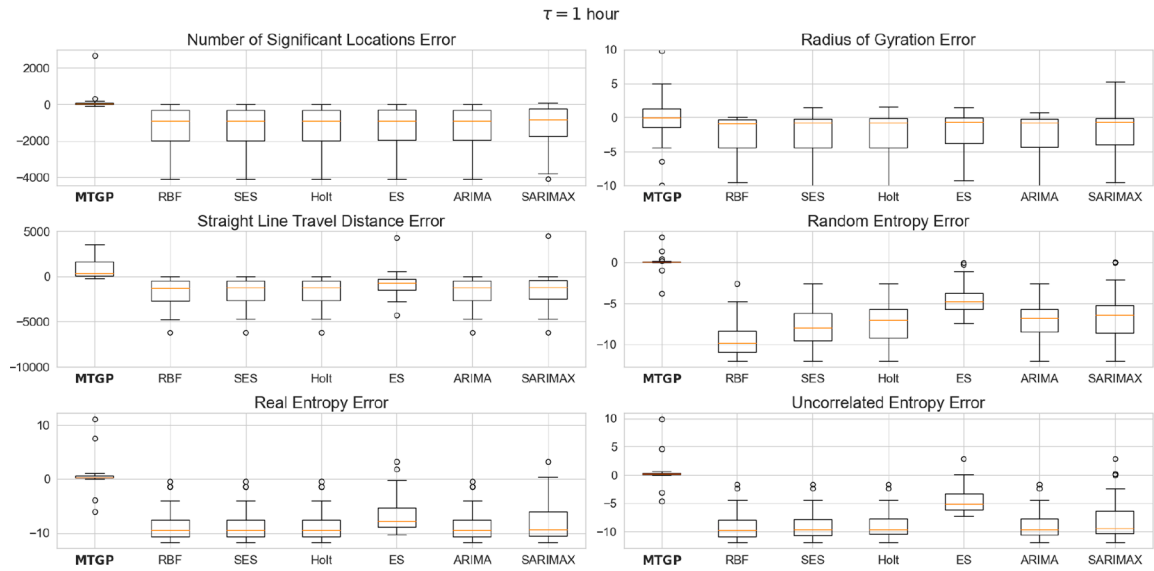 τ = 1 hour
Number of Significant Locations Error
2000
0
−2000
−4000
MTGP RBF SES Holt ES ARIMA SARIMAX
Radius of Gyration Error
10
5
0
−5
−10
MTGP RBF SES Holt ES ARIMA SARIMAX
Straight Line Travel Distance Error
5000
0
−5000
−10000
MTGP RBF SES Holt ES ARIMA SARIMAX
Random Entropy Error
0
−5
−10
MTGP RBF SES Holt ES ARIMA SARIMAX
Real Entropy Error
10
0
−10
MTGP RBF SES Holt ES ARIMA SARIMAX
Uncorrelated Entropy Error
10
5
0
−5
−10
MTGP RBF SES Holt ES ARIMA SARIMAX